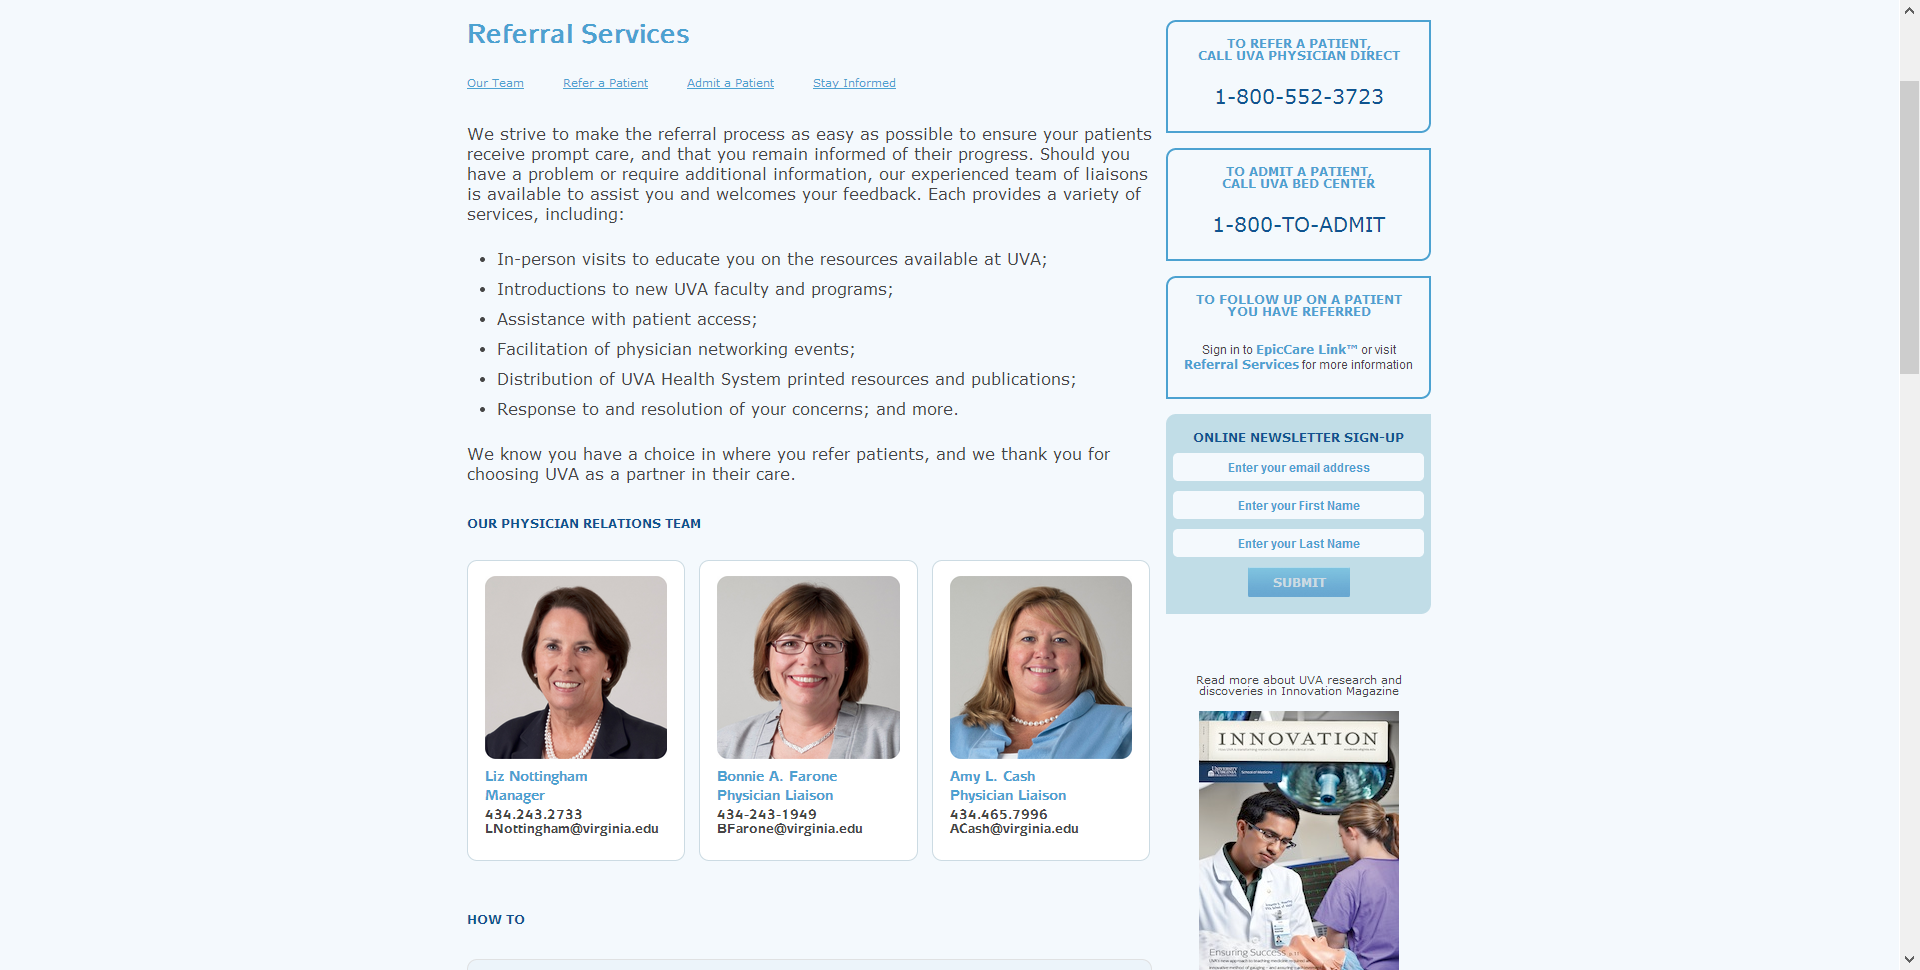 Referral Services
Our Team
Refer a Patient
Admit a Patient
Stay Informed
We strive to make the referral process as easy as possible to ensure your patients
receive prompt care, and that you remain informed of their progress. Should you
have a problem or require additional information, our experienced team of liaisons
is available to assist you and welcomes your feedback. Each provides a variety of
services, including:
• In-person visits to educate you on the resources available at UVA;
• Introductions to new UVA faculty and programs;
• Assistance with patient access;
• Facilitation of physician networking events;
• Distribution of UVA Health System printed resources and publications;
• Response to and resolution of your concerns; and more.
We know you have a choice in where you refer patients, and we thank you for
choosing UVA as a partner in their care.
OUR PHYSICIAN RELATIONS TEAM
Liz Nottingham
Manager
434.243.2733
LNottingham@virginia.edu
Bonnie A. Farone
Physician Liaison
434-243-1949
BFarone@virginia.edu
Amy L. Cash
Physician Liaison
434.465.7996
ACash@virginia.edu
HOW TO
TO REFER A PATIENT,
CALL UVA PHYSICIAN DIRECT
1-800-552-3723
TO ADMIT A PATIENT,
CALL UVA BED CENTER
1-800-TO-ADMIT
TO FOLLOW UP ON A PATIENT
YOU HAVE REFERRED
Sign in to EpicCare Link™ or visit
Referral Services for more information
ONLINE NEWSLETTER SIGN-UP
Enter your email address
Enter your First Name
Enter your Last Name
SUBMIT
Read more about UVA research and
discoveries in Innovation Magazine
INNOVATION
UNIVERSITY
VIRGINIA
School of Medicine
Ensuring Success